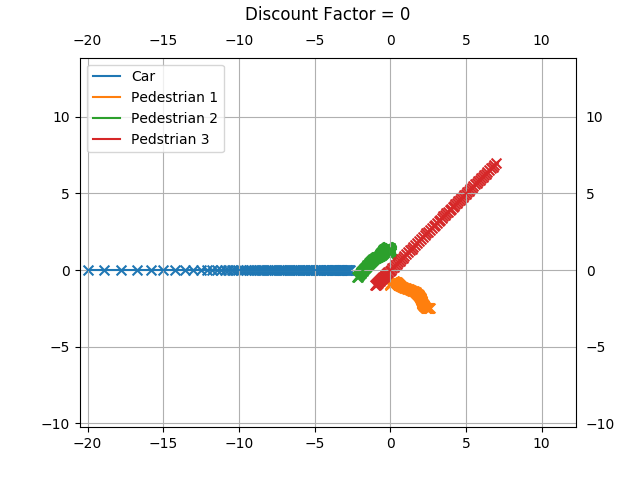 Discount Factor = 0
−20 −15 −10 −5 0 5 10
Car
Pedestrian 1
Pedestrian 2
Pedstrian 3
10 10
5 5
0 0
−5 −5
−10 −10
−20 −15 −10 −5 0 5 10